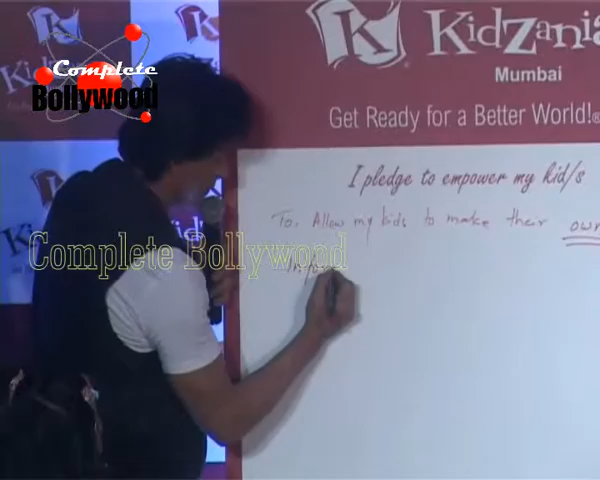 Complete
Bollywood
KidZania
Mumbai
Get Ready for a Better World!®
I pledge to empower my kid/s
To, Allow my kids to make their own
Complete Bollywood